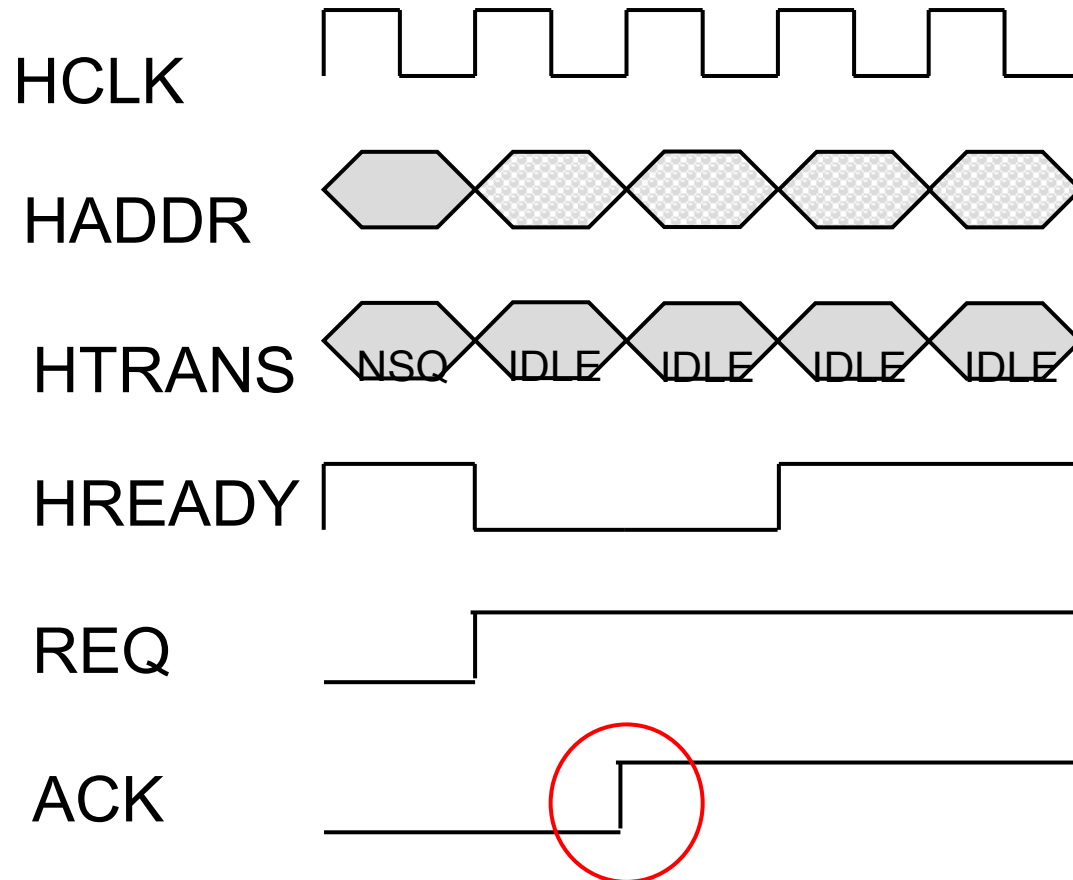 HCLK
HADDR
HTRANS NSQ IDLE IDLE IDLE IDLE
HREADY
REQ
ACK